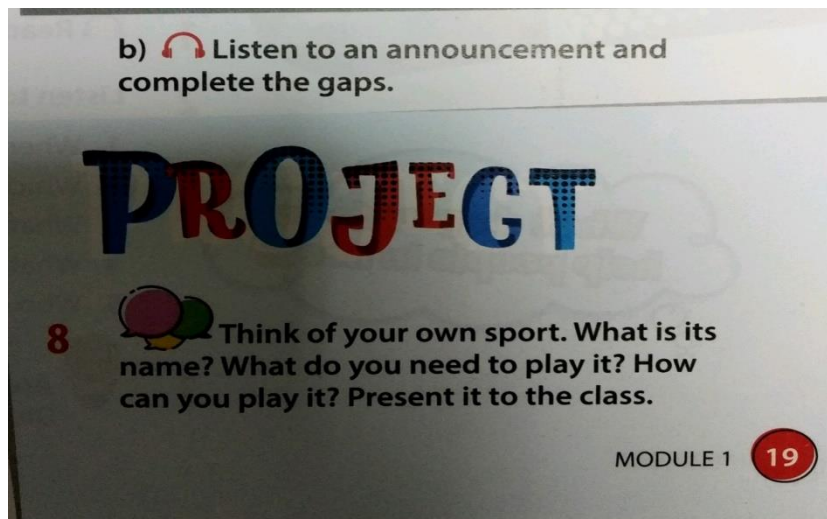 b) Listen to an announcement and
complete the gaps.
PROJECT
8 Think of your own sport. What is its
name? What do you need to play it? How
can you play it? Present it to the class.
MODULE 1 19